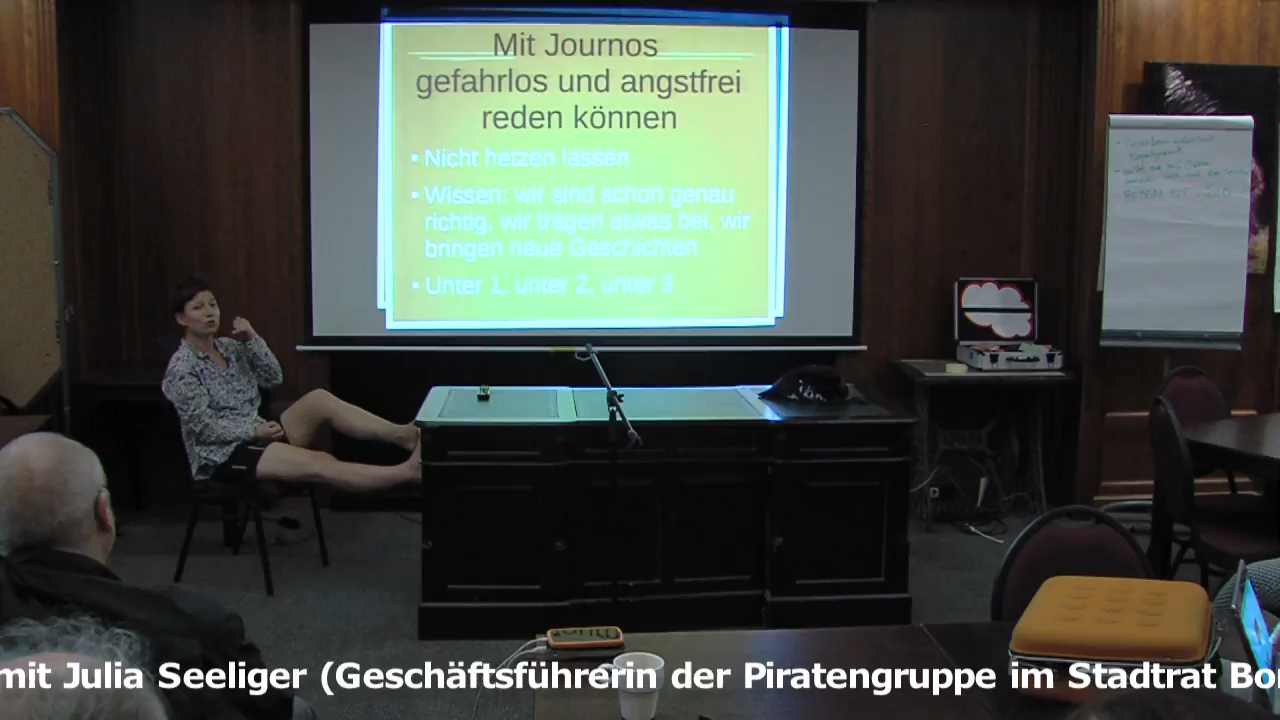 Mit Journos
gefahrlos und angstfrei
reden können
• Nicht hetzen lassen
• Wissen: wir sind schon genau
richtig, wir tragen etwas bei, wir
bringen neue Geschichten
• Unter 1, unter 2, unter 3
mit Julia Seeliger (Geschäftsführerin der Piratengruppe im Stadtrat Bo